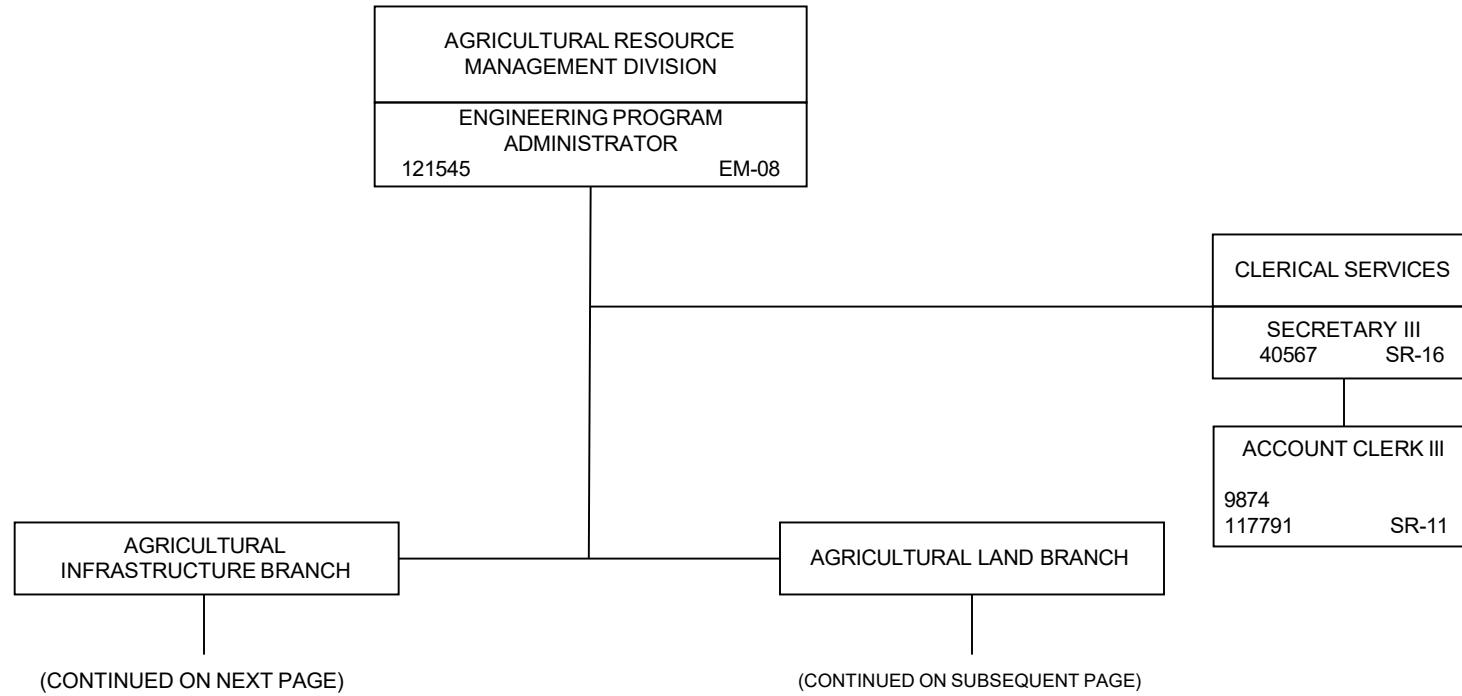 AGRICULTURAL RESOURCE
MANAGEMENT DIVISION
ENGINEERING PROGRAM
ADMINISTRATOR
121545 EM-08
CLERICAL SERVICES
SECRETARY III
40567 SR-16
ACCOUNT CLERK III
9874
117791 SR-11
AGRICULTURAL
INFRASTRUCTURE BRANCH
AGRICULTURAL LAND BRANCH
(CONTINUED ON NEXT PAGE)
(CONTINUED ON SUBSEQUENT PAGE)